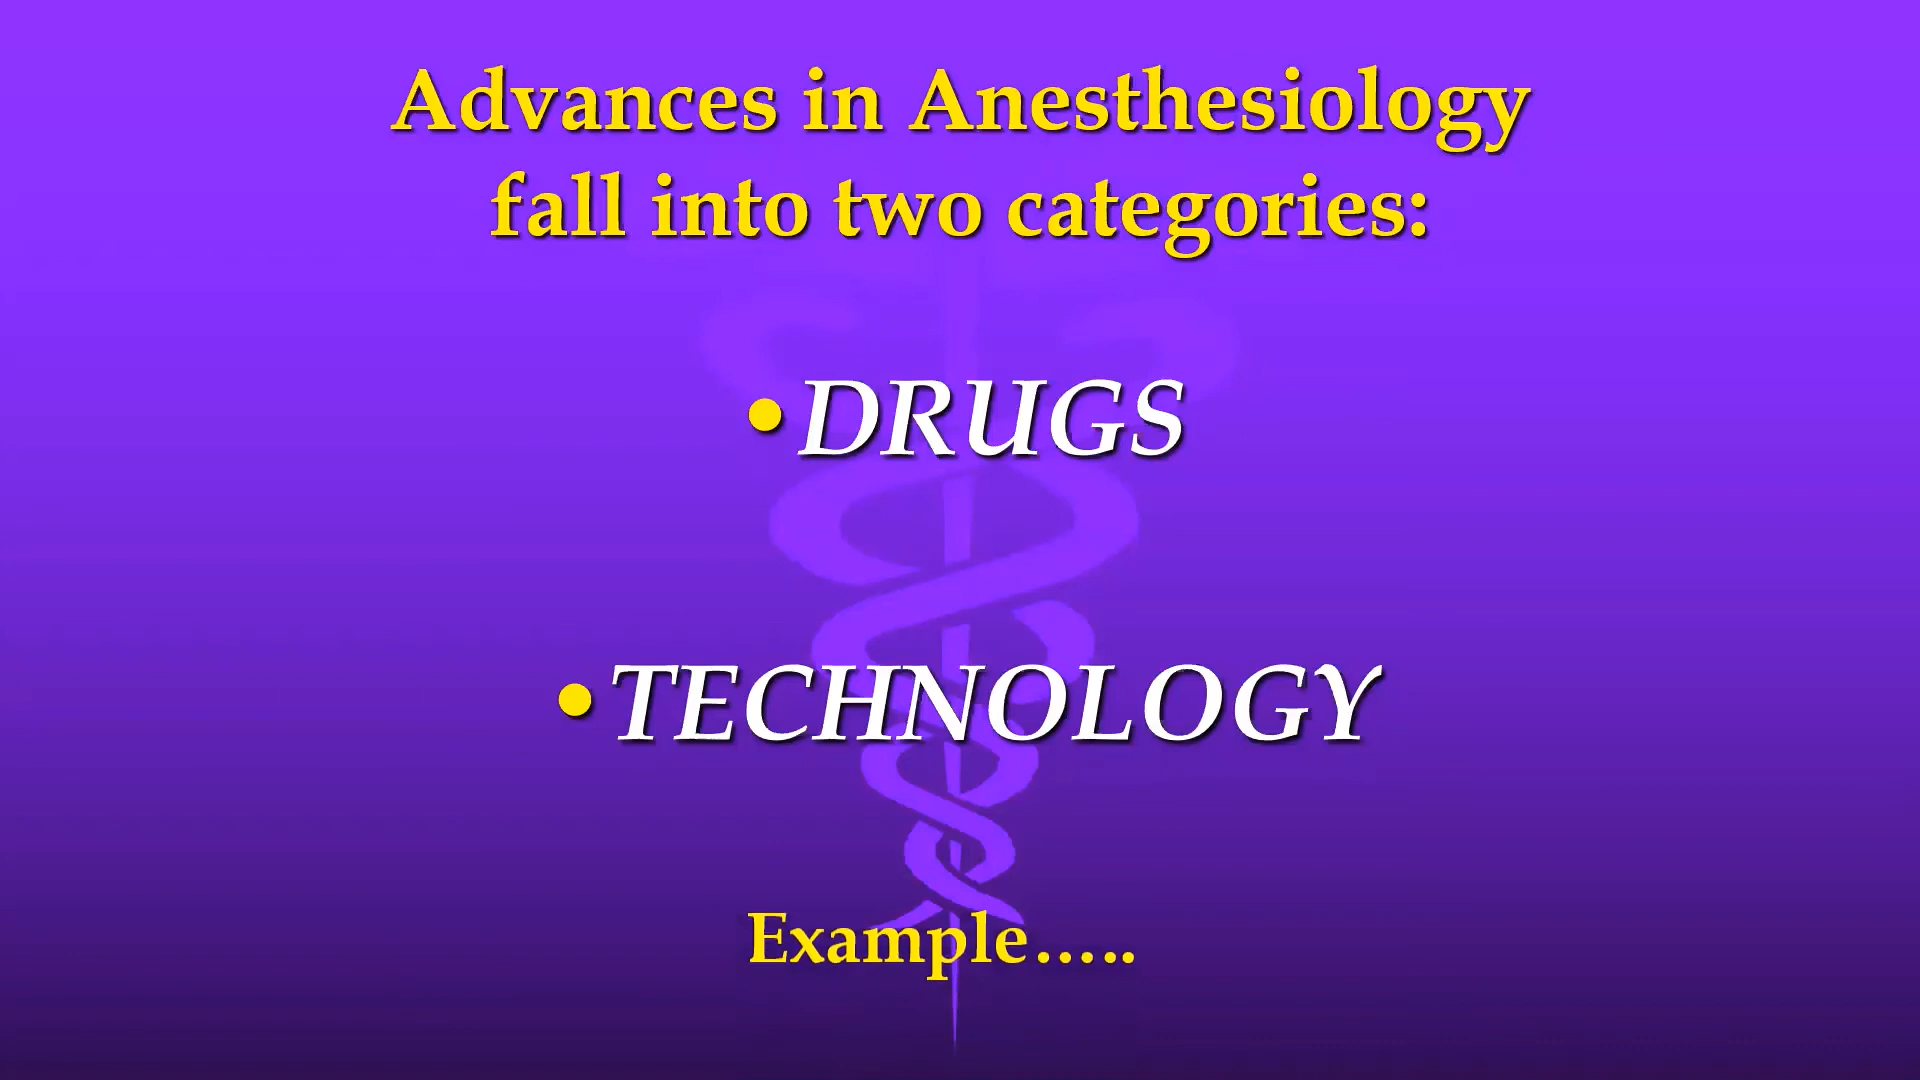 Advances in Anesthesiology
fall into two categories:
•DRUGS
•TECHNOLOGY
Example…..